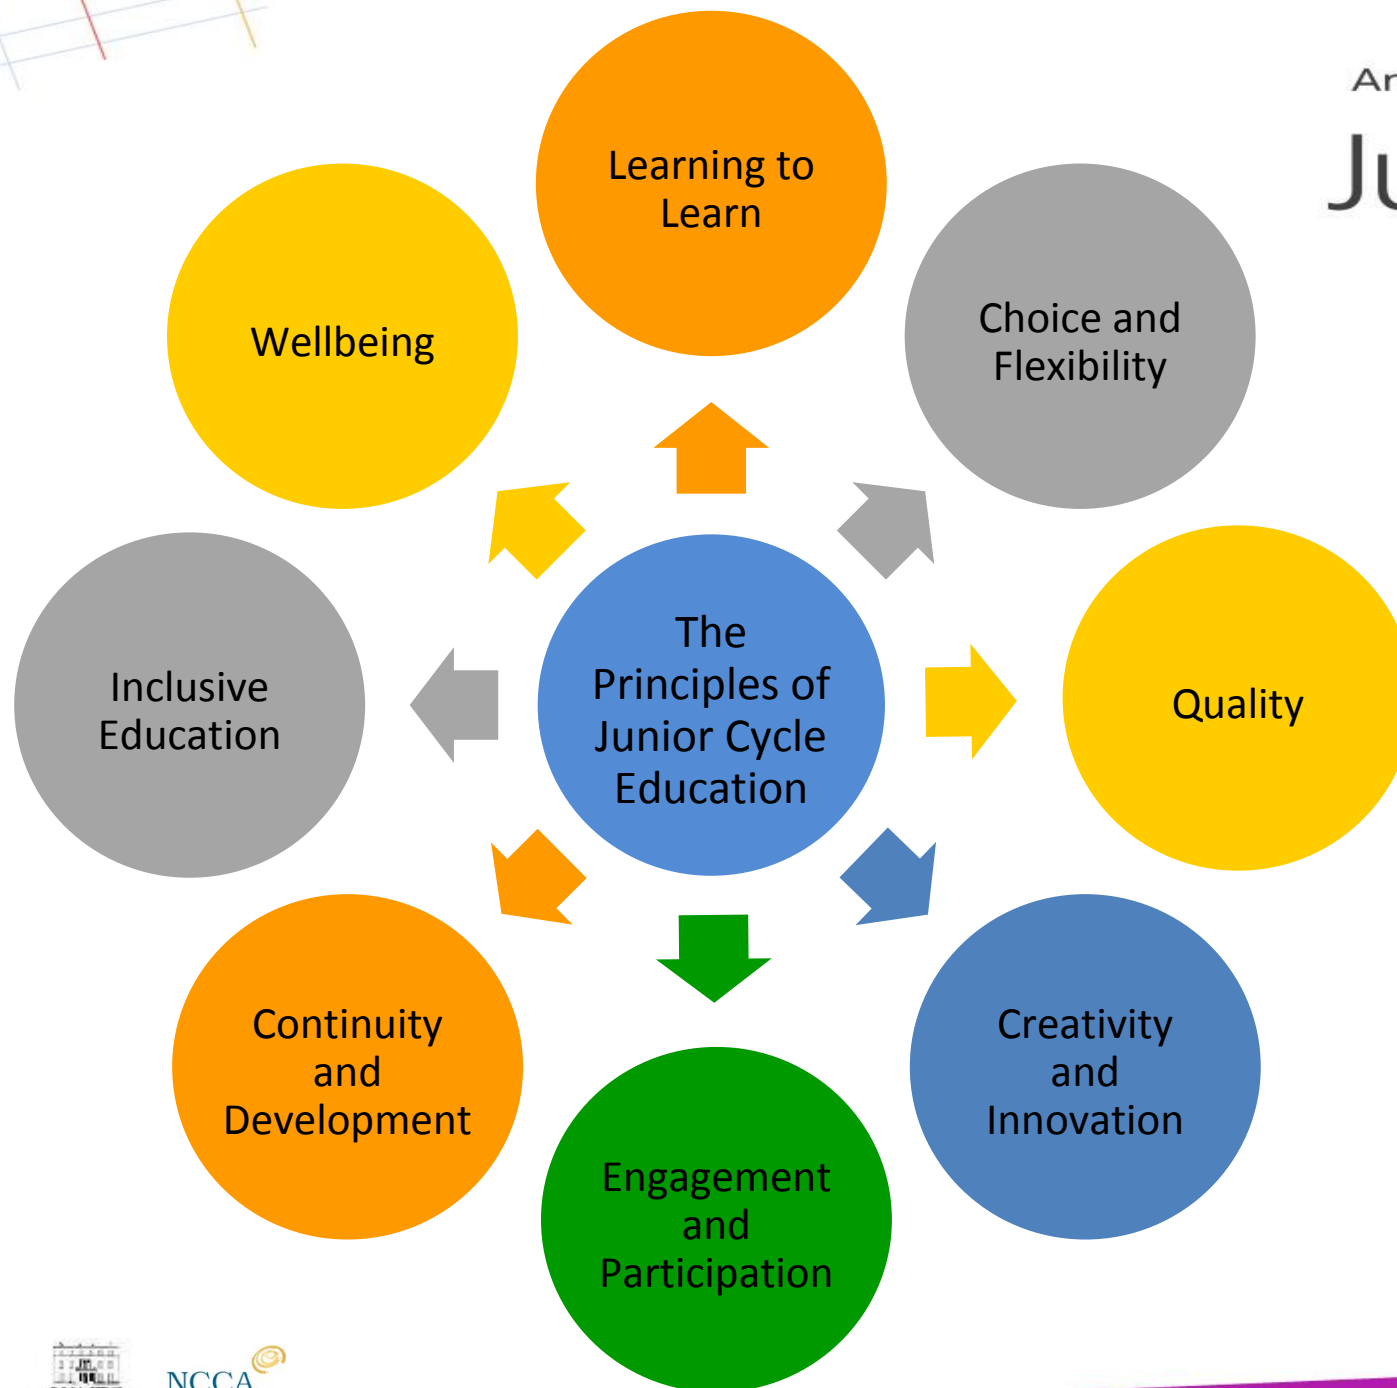 Learning to
Learn
Choice and
Flexibility
Quality
Creativity
and
Innovation
Engagement
and
Participation
Continuity
and
Development
Inclusive
Education
Wellbeing
The
Principles of
Junior Cycle
Education
NCCA